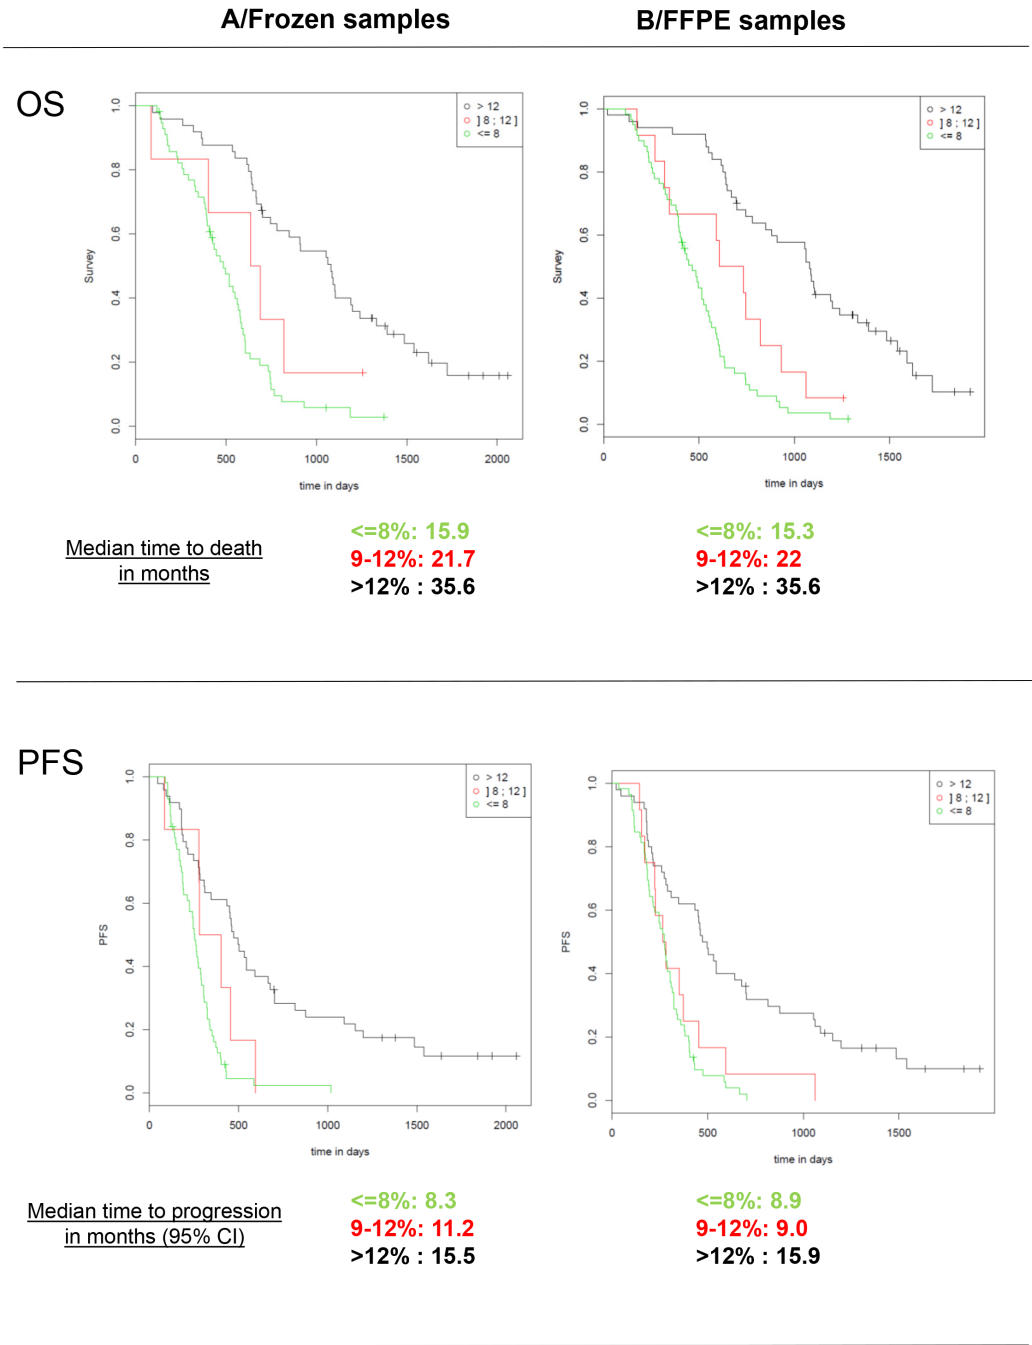 A/Frozen samples
B/FFPE samples
OS
1.0
0.8
0.6
0.4
0.2
0.0
Survey
> 12
] 8 ; 12 ]
<= 8
0
500
1000
1500
2000
time in days
1.0
0.8
0.6
0.4
0.2
0.0
Survey
> 12
] 8 ; 12 ]
<= 8
0
500
1000
1500
time in days
Median time to death
in months
<=8%: 15.9
9-12%: 21.7
>12% : 35.6
<=8%: 15.3
9-12%: 22
>12% : 35.6
PFS
1.0
0.8
0.6
0.4
0.2
0.0
PFS
> 12
] 8 ; 12 ]
<= 8
0
500
1000
1500
2000
time in days
1.0
0.8
0.6
0.4
0.2
0.0
PFS
> 12
] 8 ; 12 ]
<= 8
0
500
1000
1500
time in days
Median time to progression
in months (95% CI)
<=8%: 8.3
9-12%: 11.2
>12% : 15.5
<=8%: 8.9
9-12%: 9.0
>12% : 15.9